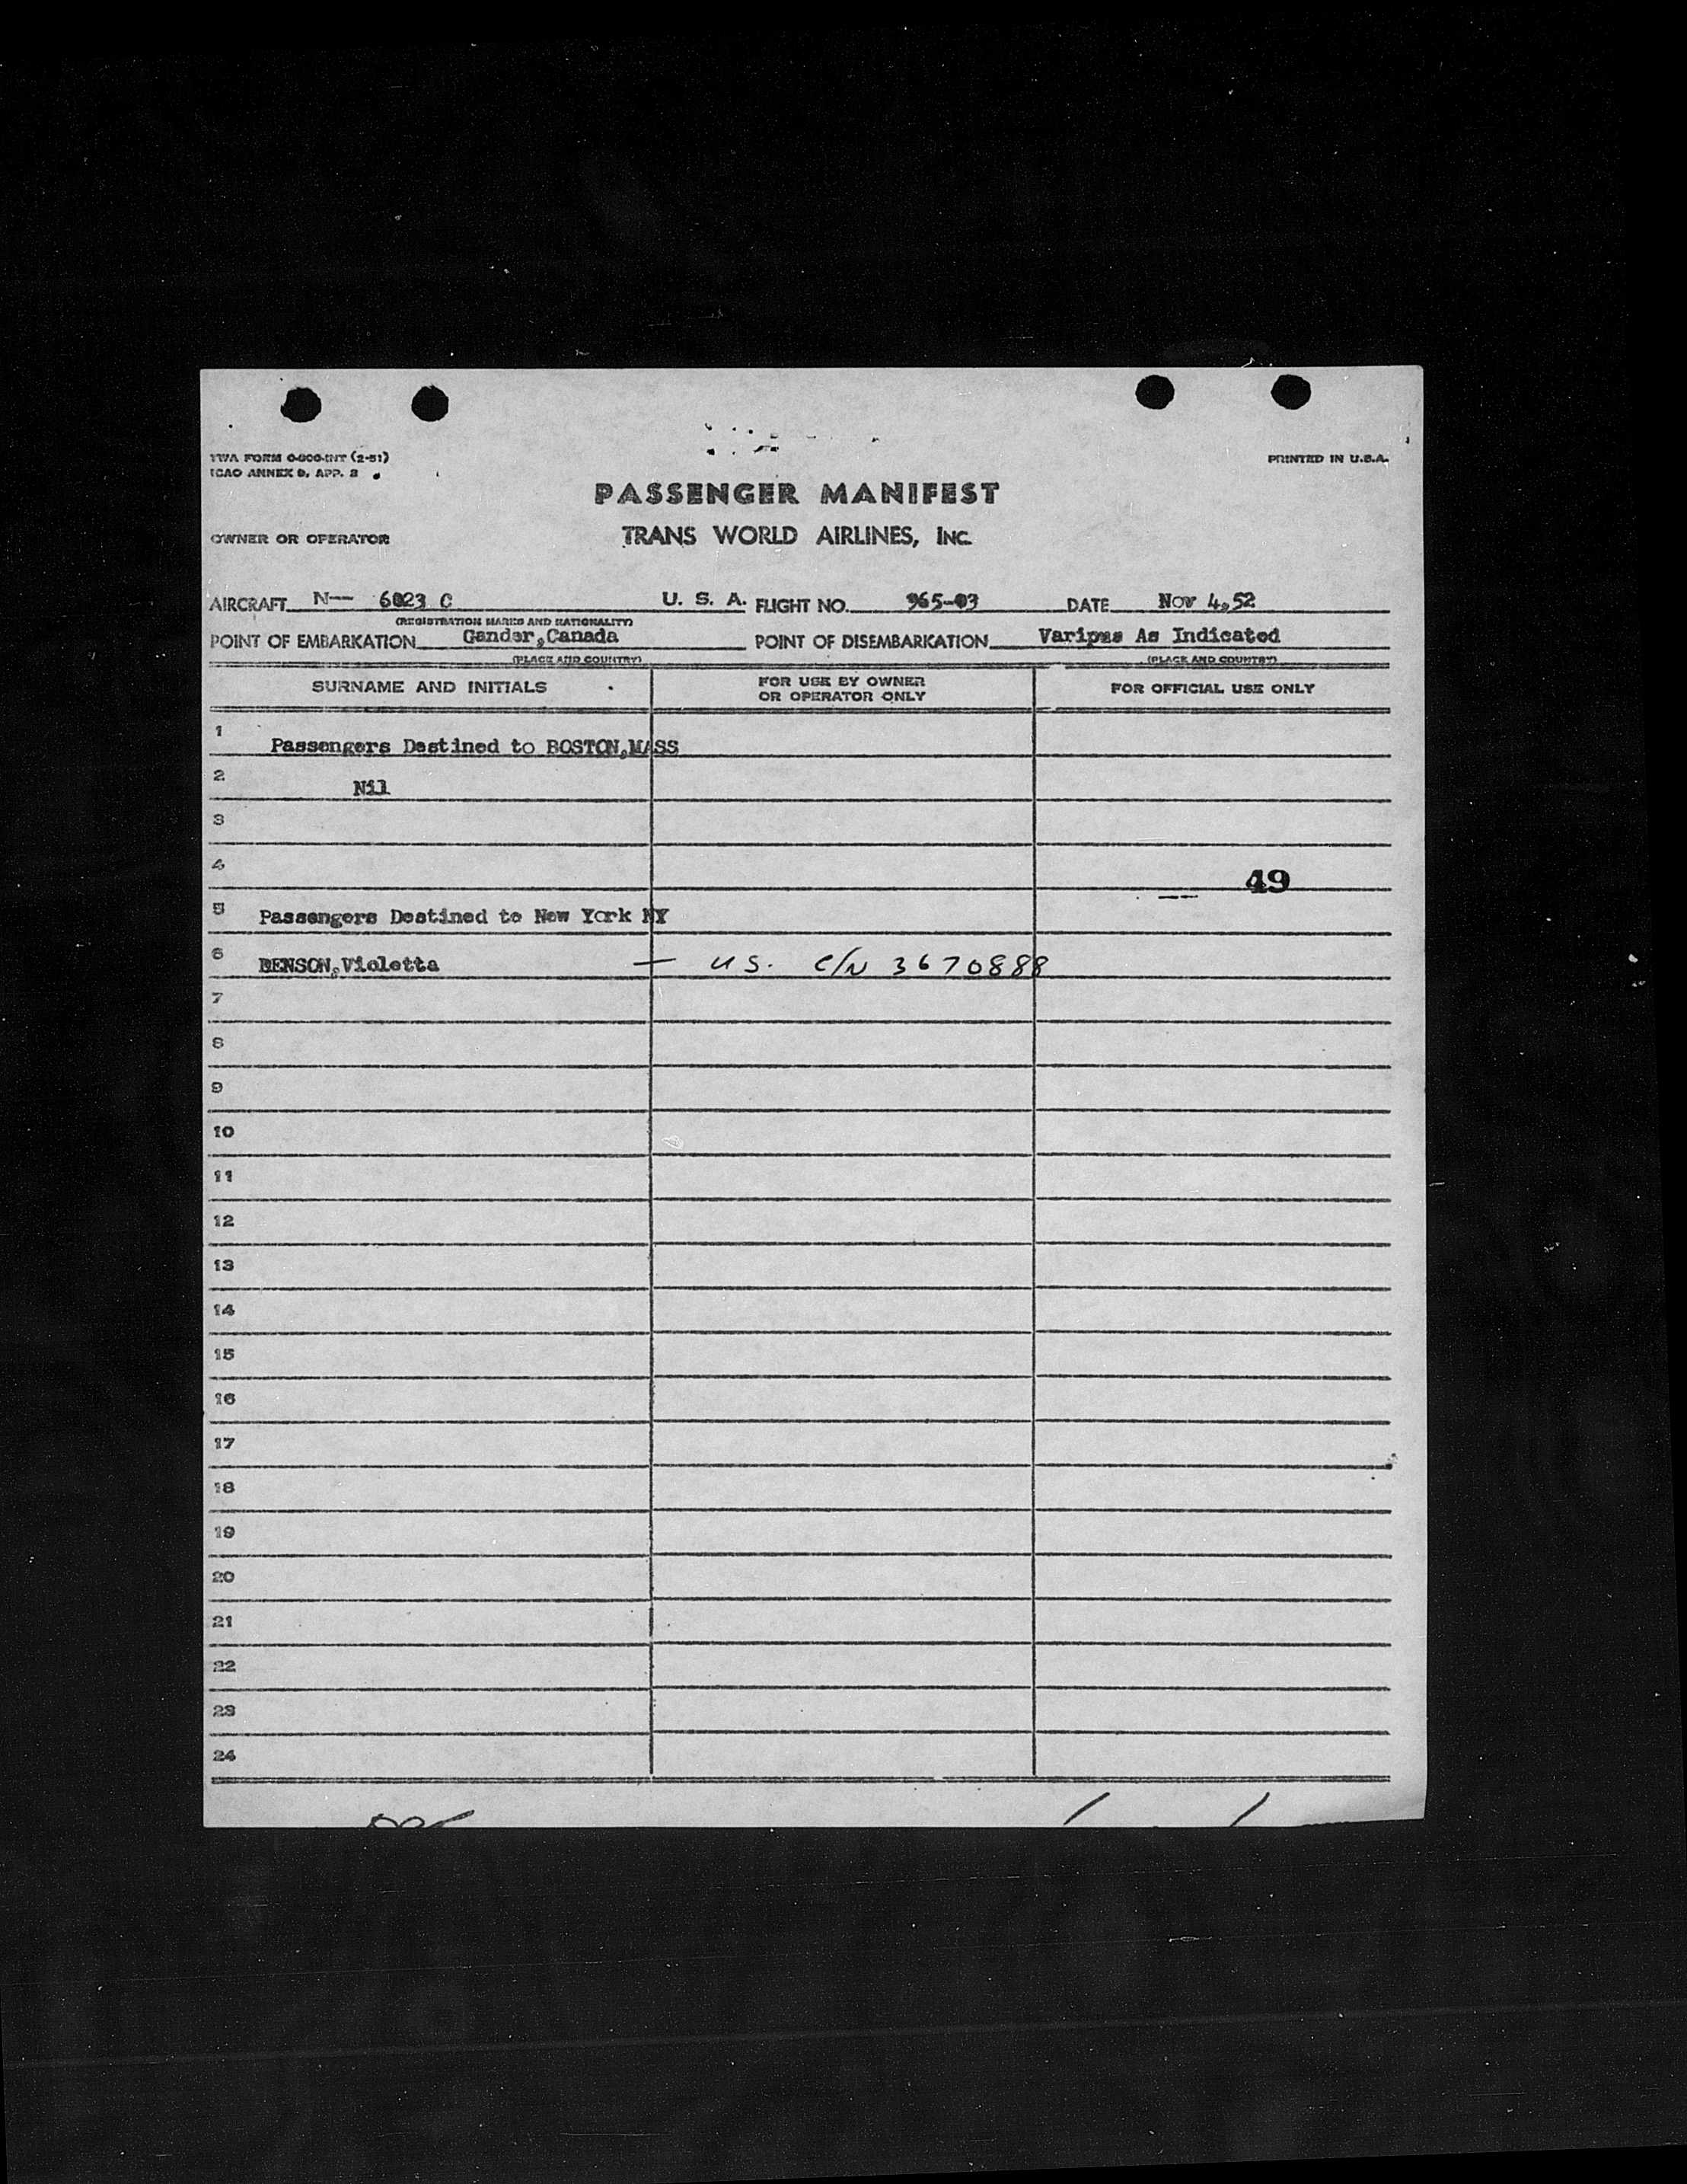 TWA FORM O-800-INT (2-51)
ICAO ANNEX 9, APP. 3
PRINTED IN U.S.A.
PASSENGER MANIFEST
OWNER OR OPERATOR TRANS WORLD AIRLINES, INC.
AIRCRAFT N— 6023 C U. S. A. FLIGHT NO. 965-03 DATE Nov 4,52
(REGISTRATION MARKS AND NATIONALITY)
POINT OF EMBARKATION Gander,Canada POINT OF DISEMBARKATION Varipus As Indicated
(PLACE AND COUNTRY) (PLACE AND COUNTRY)
SURNAME AND INITIALS FOR USE BY OWNER OR OPERATOR ONLY FOR OFFICIAL USE ONLY
1 Passengers Destined to BOSTON,MASS
2 Nil
3
4 49
5 Passengers Destined to New York NY
6 BENSON,Violetta — US. C/N 3670888
7
8
9
10
11
12
13
14
15
16
17
18
19
20
21
22
23
24